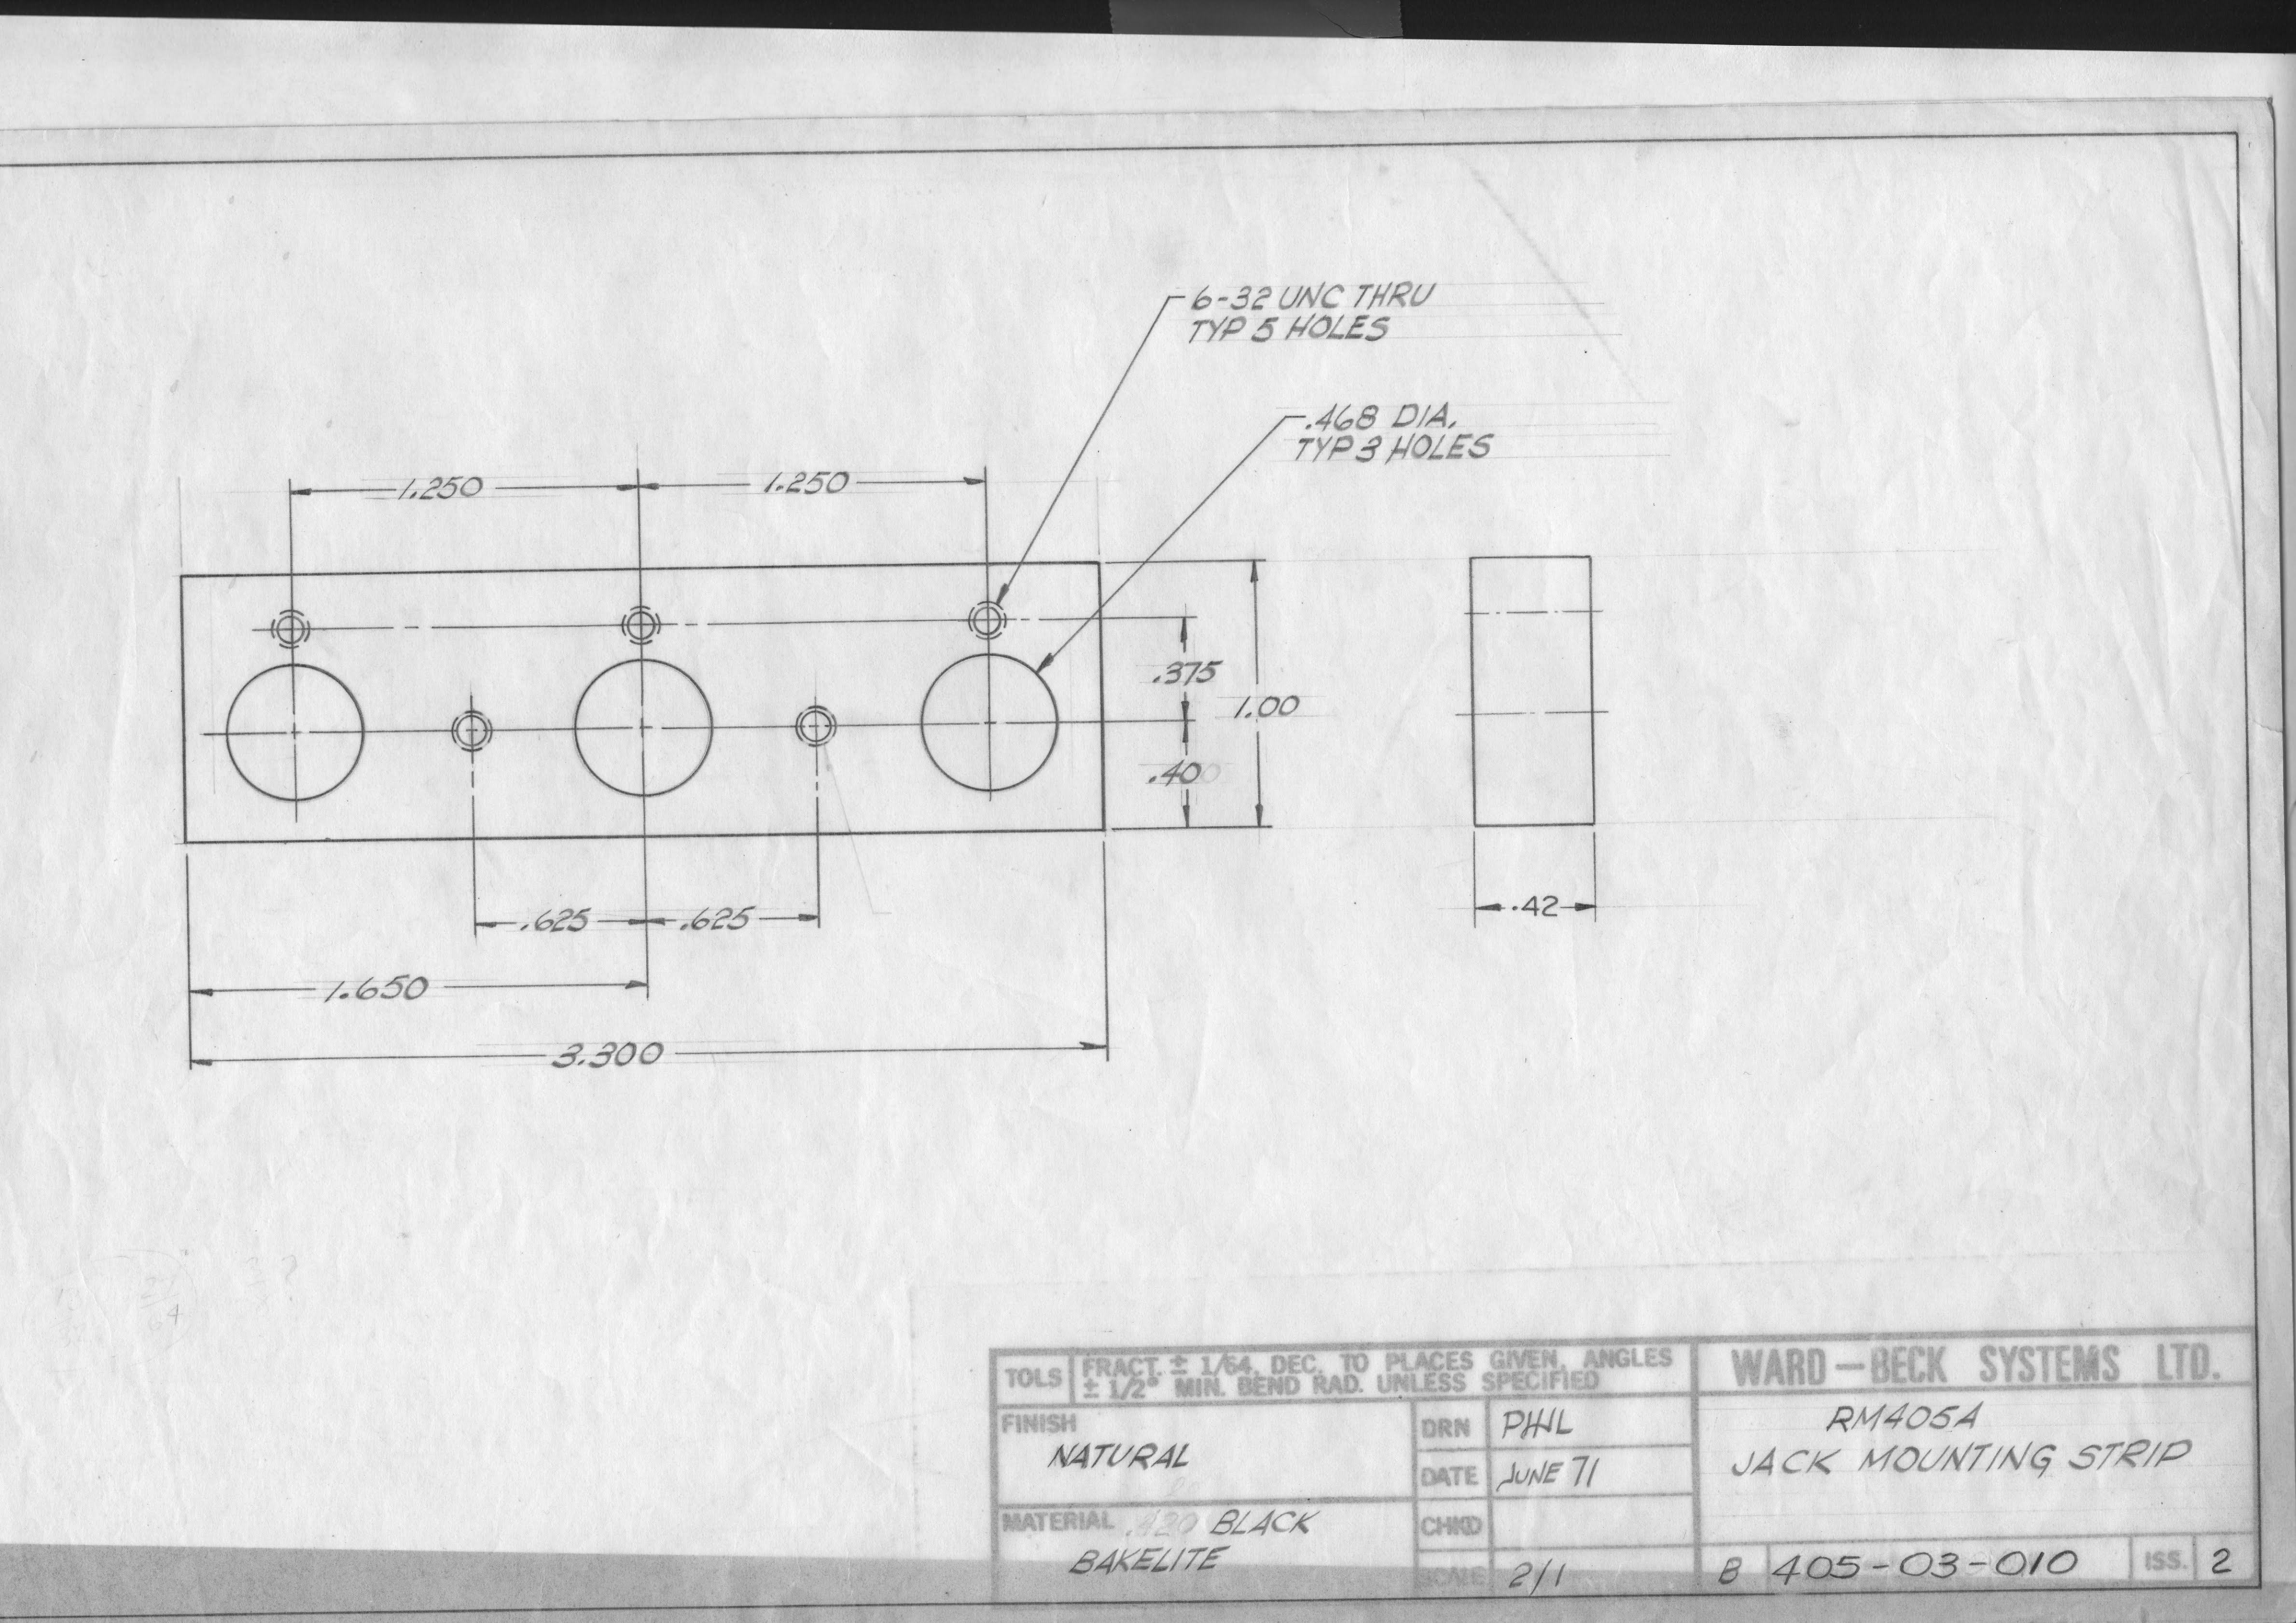 6-32 UNC THRU
TYP 5 HOLES
.468 DIA.
TYP 3 HOLES
1.250
1.250
.375
1.00
.40
.625
.625
.42
1.650
3.300
TOLS
FRACT. ± 1/64, DEC. TO PLACES GIVEN, ANGLES
± 1/2° MIN. BEND RAD. UNLESS SPECIFIED
WARD-BECK SYSTEMS LTD.
FINISH
NATURAL
DRN PHIL
DATE JUNE 71
RM405A
JACK MOUNTING STRIP
MATERIAL .420 BLACK
BAKELITE
CHKD
SCALE 2/1
B 405-03-010 ISS. 2